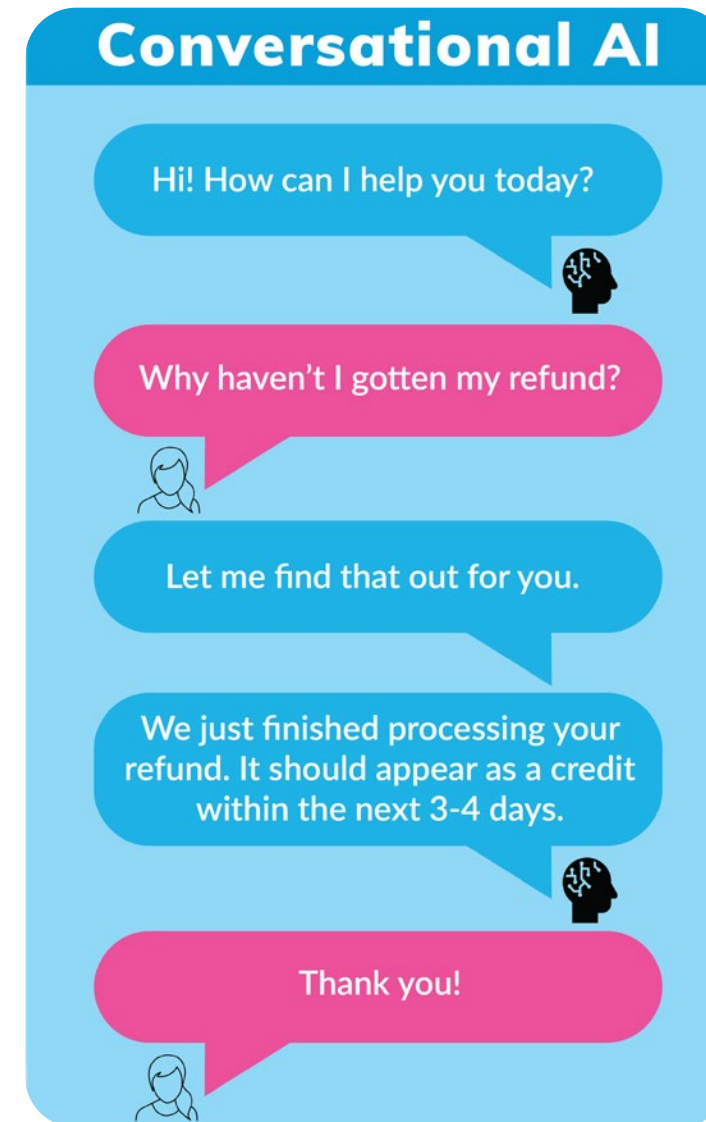 Conversational AI
Hi! How can I help you today?
Why haven’t I gotten my refund?
Let me find that out for you.
We just finished processing your
refund. It should appear as a credit
within the next 3-4 days.
Thank you!